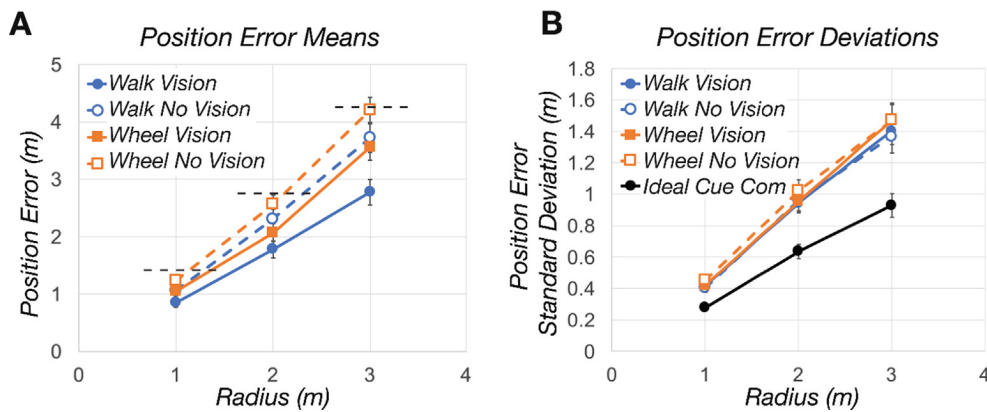 A
Position Error Means
5
4
3
2
1
0
Position Error (m)
Walk Vision
Walk No Vision
Wheel Vision
Wheel No Vision
1
2
3
4
Radius (m)
B
Position Error Deviations
1.8
1.6
1.4
1.2
1
0.8
0.6
0.4
0.2
0
Position Error
Standard Deviation (m)
Walk Vision
Walk No Vision
Wheel Vision
Wheel No Vision
Ideal Cue Com
0
1
2
3
4
Radius (m)